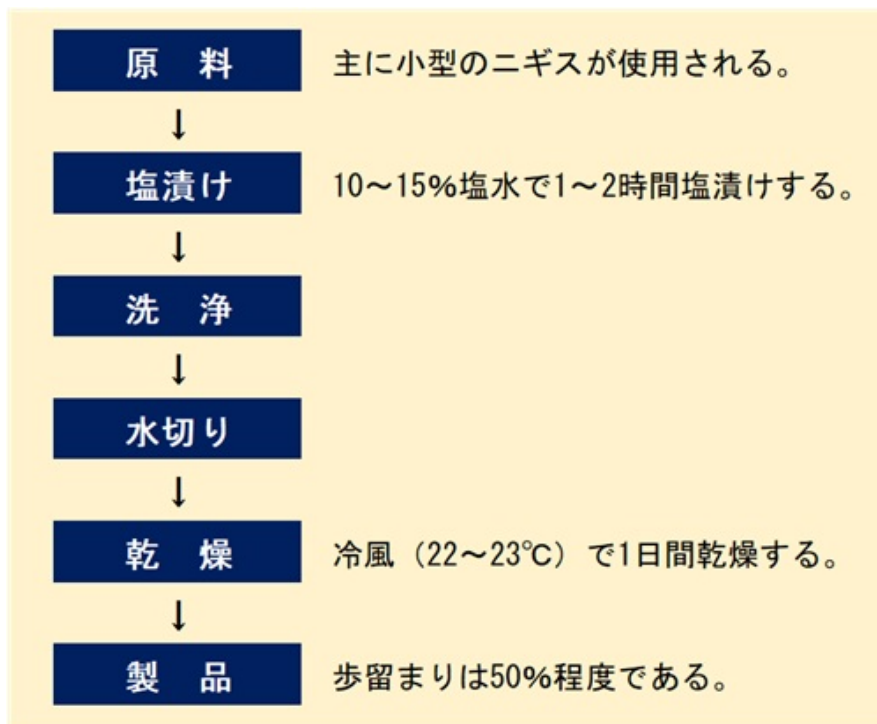 原　料　主に小型のニギスが使用される。
↓
塩漬け　10～15%塩水で1～2時間塩漬けする。
↓
洗　浄
↓
水切り
↓
乾　燥　冷風（22～23℃）で1日間乾燥する。
↓
製　品　歩留まりは50%程度である。